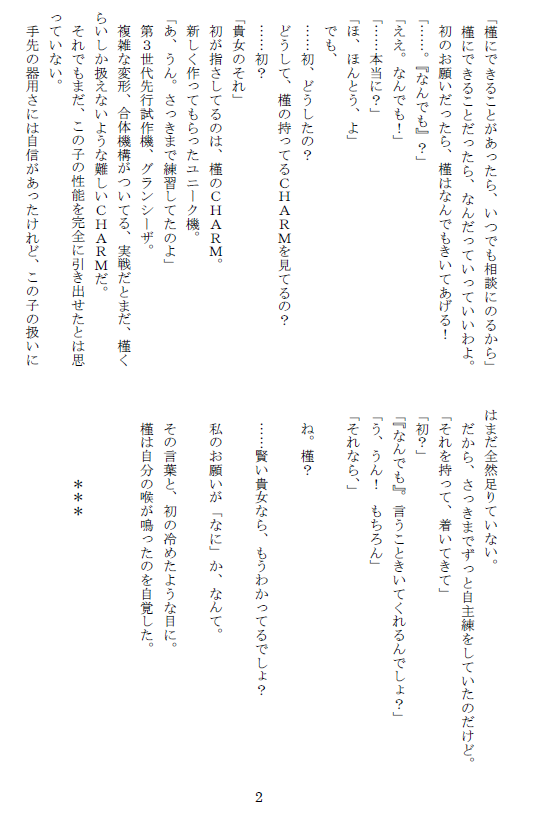 「槿にできることがあったら、いつでも相談にのるから」
槿にできることだったら、なんだっていっていいわよ。
初のお願いだったら、槿はなんでもきいてあげる！
「……。『なんでも』？」
「ええ。なんでも！」
「……本当に？」
「ほ、ほんとう、よ」
でも、
……初、どうしたの？
どうして、槿の持ってるＣＨＡＲＭを見てるの？
……初？
「貴女のそれ」
初が指さしてるのは、槿のＣＨＡＲＭ。
新しく作ってもらったユニーク機。
「あ、うん。さっきまで練習してたのよ」
第３世代先行試作機、グランシーザ。
複雑な変形、合体機構がついてる、実戦だとまだ、槿く
らいしか扱えないような難しいＣＨＡＲＭだ。
それでもまだ、この子の性能を完全に引き出せたとは思
っていない。
手先の器用さには自信があったけれど、この子の扱いに
はまだ全然足りていない。
だから、さっきまでずっと自主練をしていたのだけど。
「それを持って、着いてきて」
「初？」
「『なんでも』。言うこときいてくれるんでしょ？」
「う、うん！　もちろん」
「それなら、」
ね。槿？
……賢い貴女なら、もうわかってるでしょ？
私のお願いが「なに」か、なんて。
その言葉と、初の冷めたような目に。
槿は自分の喉が鳴ったのを自覚した。
＊＊＊
2